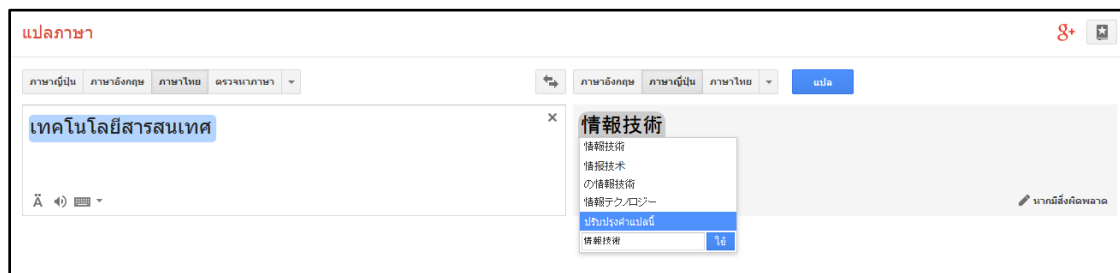 แปลภาษา
g+
ภาษาญี่ปุ่น ภาษาอังกฤษ ภาษาไทย ตรวจหาภาษา
ภาษาอังกฤษ ภาษาญี่ปุ่น ภาษาไทย แปล
เทคโนโลยีสารสนเทศ
Ä
情報技術
情報技術
情报技术
の情報技術
情報テクノロジー
ปรับปรุงคำแปลนี้
情報技術 ใช้
หากมีสิ่งผิดพลาด